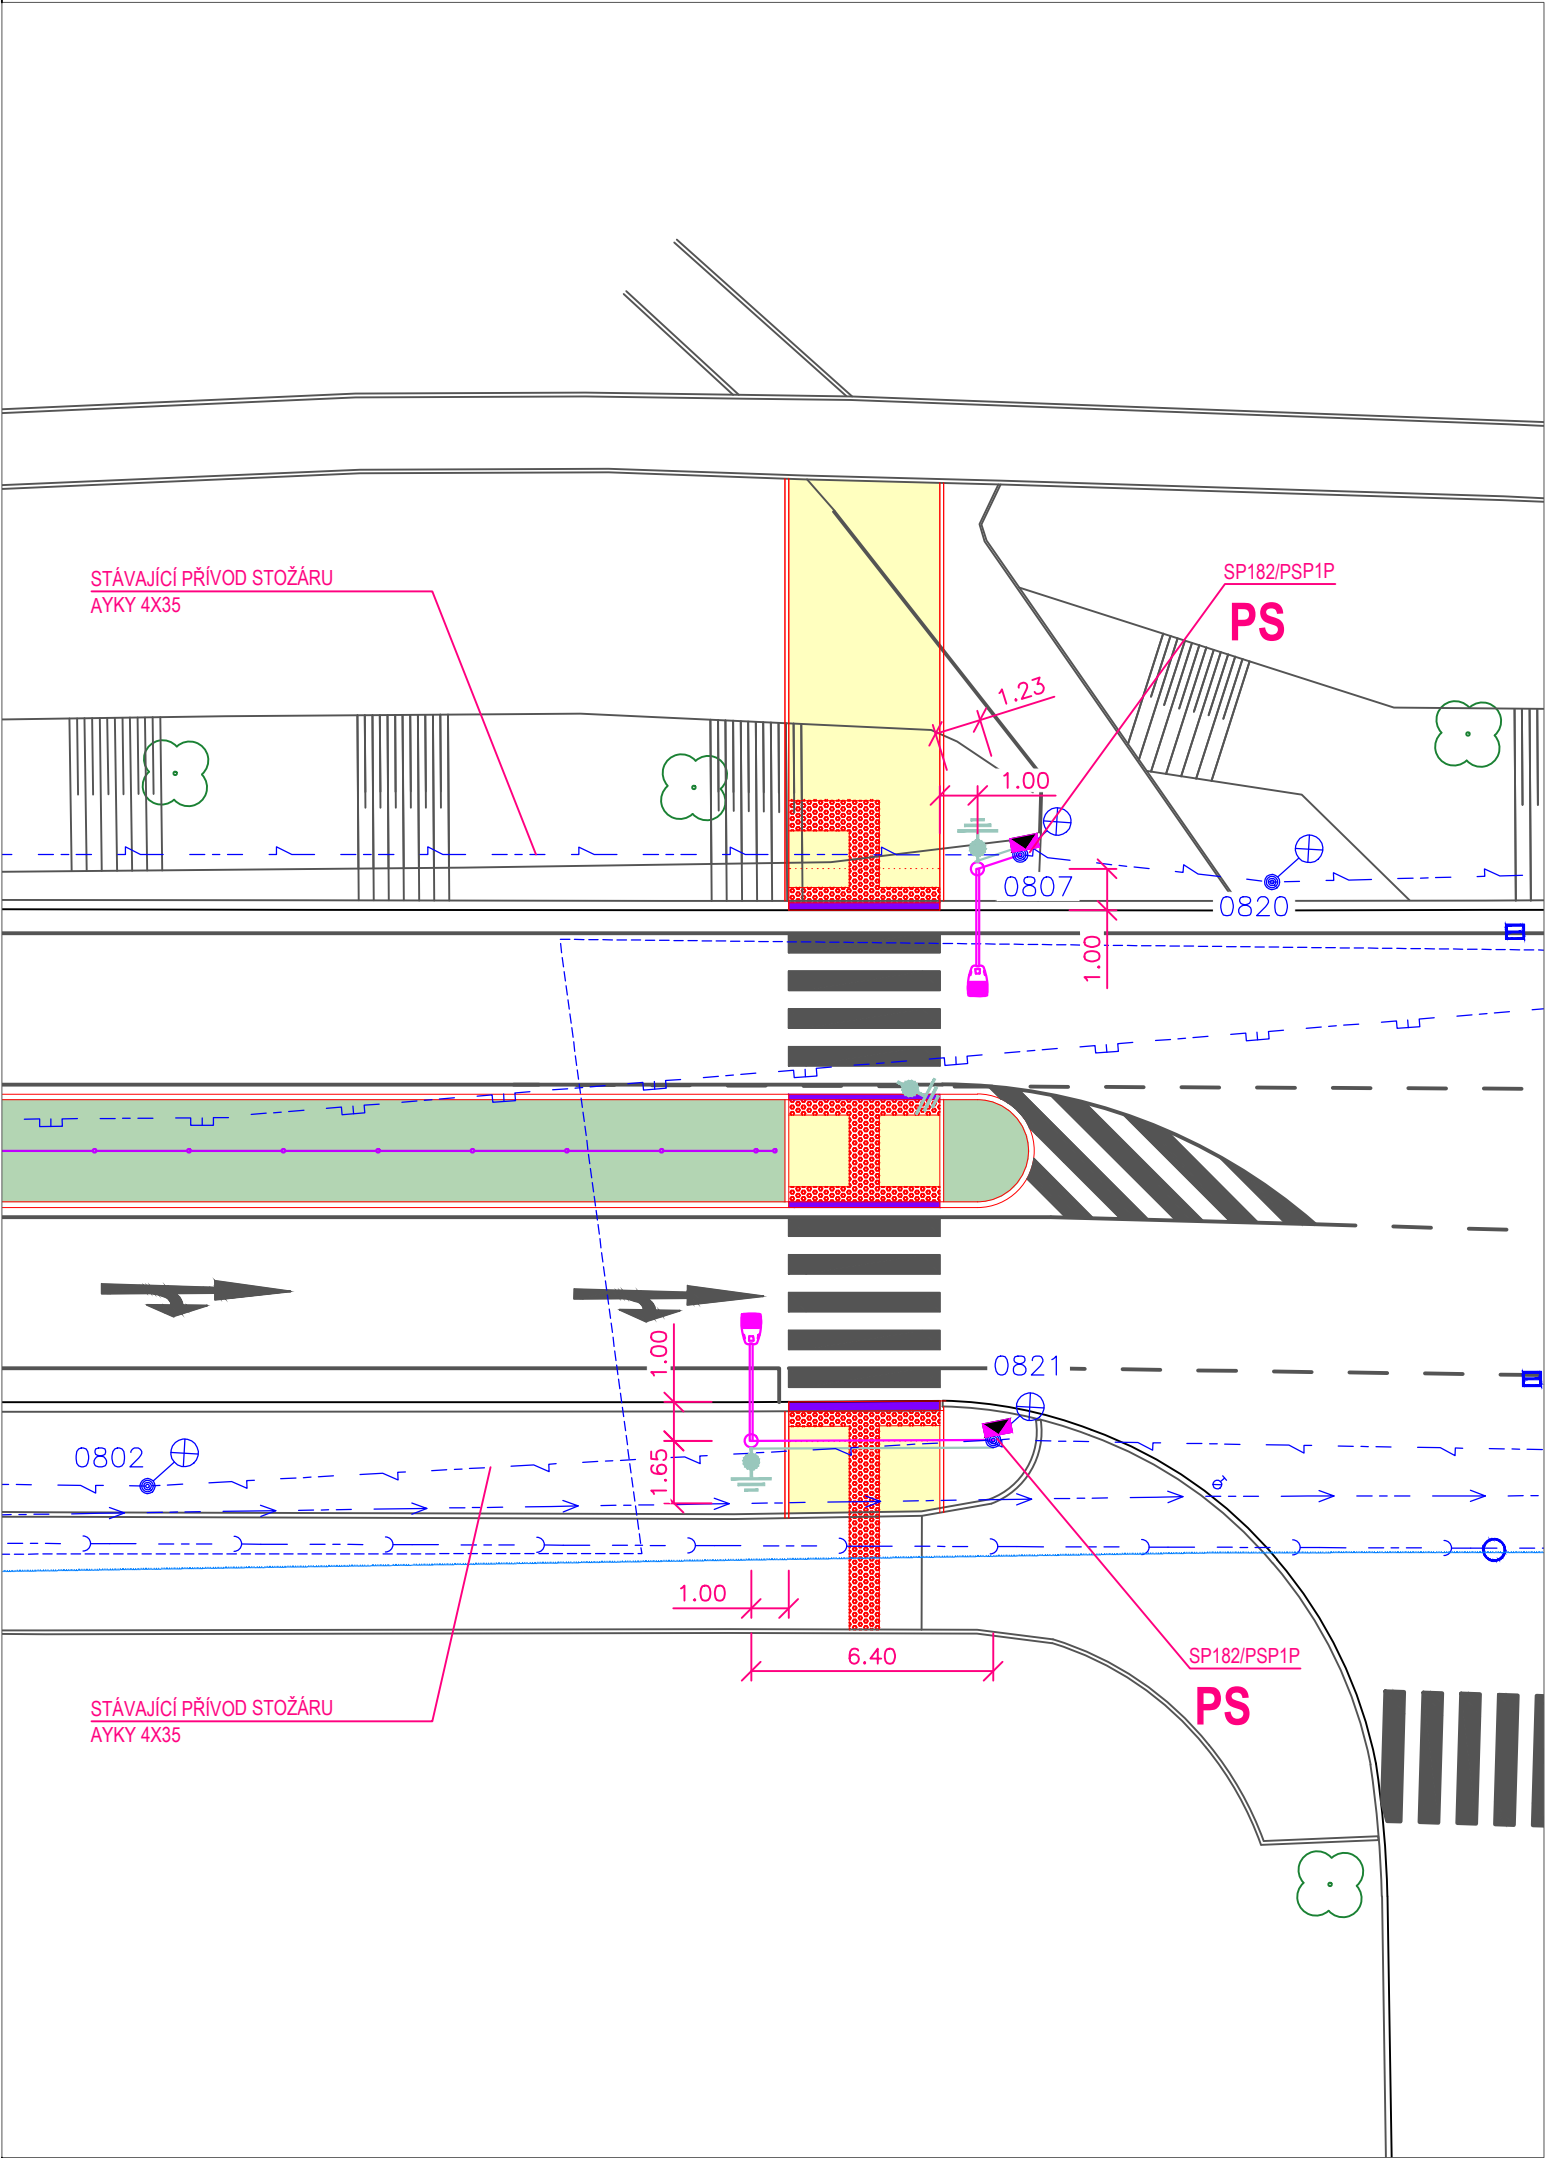 STÁVAJÍCÍ PŘÍVOD STOŽÁRU
AYKY 4X35
SP182/PSP1P
PS
1.23
1.00
0807
0820
1.00
0821
1.00
0802
1.65
1.00
6.40
SP182/PSP1P
PS
STÁVAJÍCÍ PŘÍVOD STOŽÁRU
AYKY 4X35